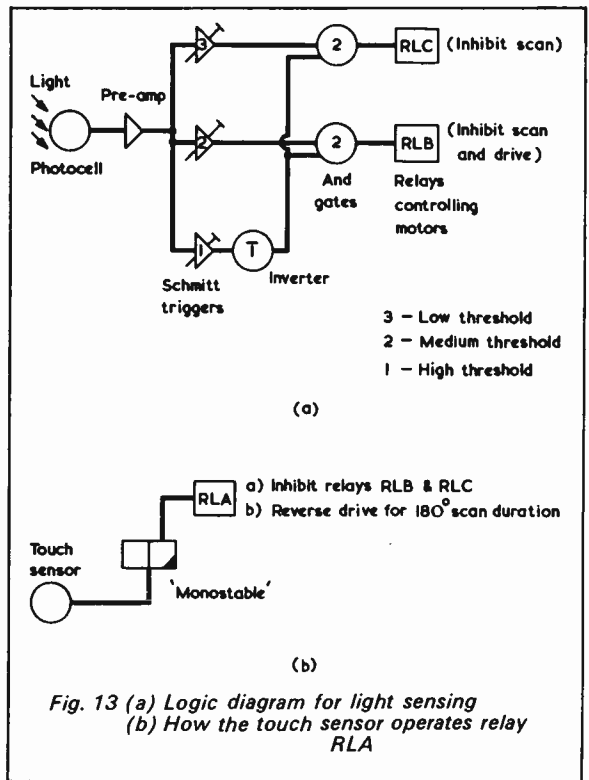 Light
Photocell
Pre-amp
3
2
1
Schmitt
triggers
T
Inverter
2
2
And
gates
RLC (Inhibit scan)
RLB (Inhibit scan
and drive)
Relays
controlling
motors
3 – Low threshold
2 – Medium threshold
1 – High threshold
(a)
Touch
sensor
'Monostable'
RLA
a) Inhibit relays RLB & RLC
b) Reverse drive for 180° scan duration
(b)
Fig. 13 (a) Logic diagram for light sensing
(b) How the touch sensor operates relay
RLA